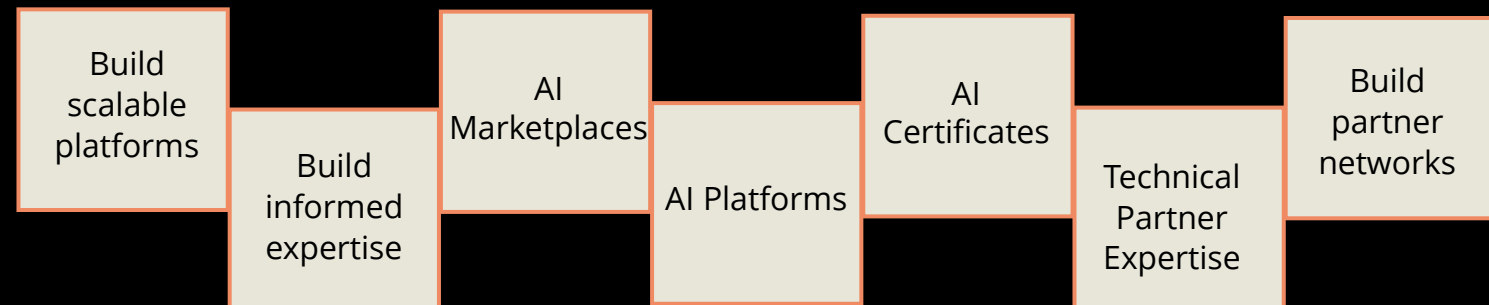 Build
scalable
platforms
Build
informed
expertise
AI
Marketplaces
AI Platforms
AI
Certificates
Technical
Partner
Expertise
Build
partner
networks